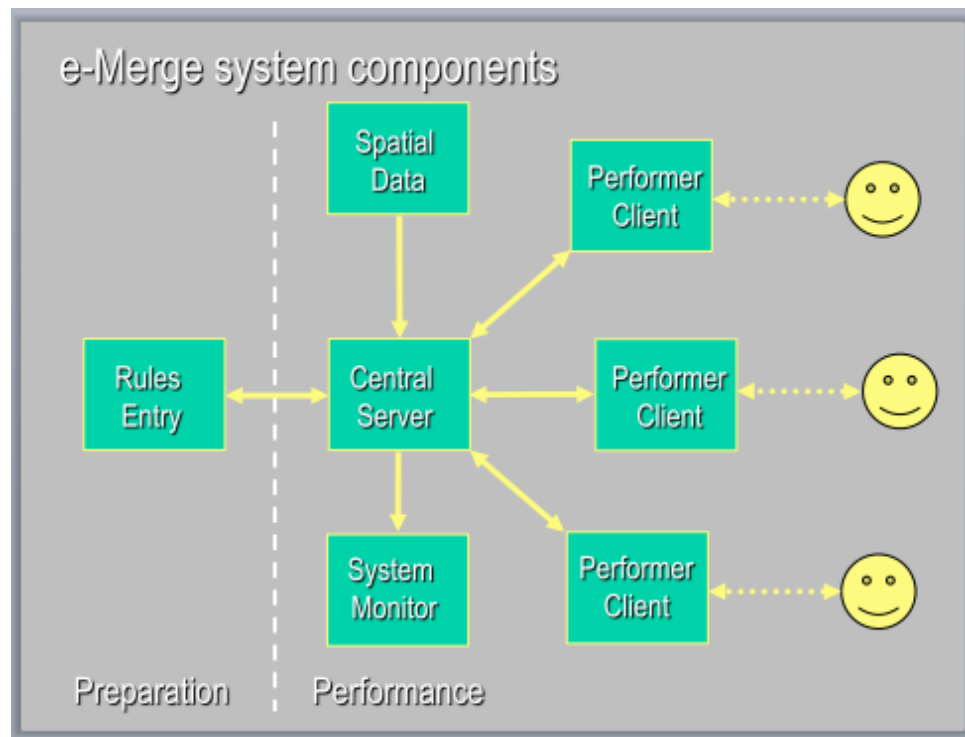 e-Merge system components
Spatial
Data
Performer
Client
Rules
Entry
Central
Server
Performer
Client
System
Monitor
Performer
Client
Preparation
Performance